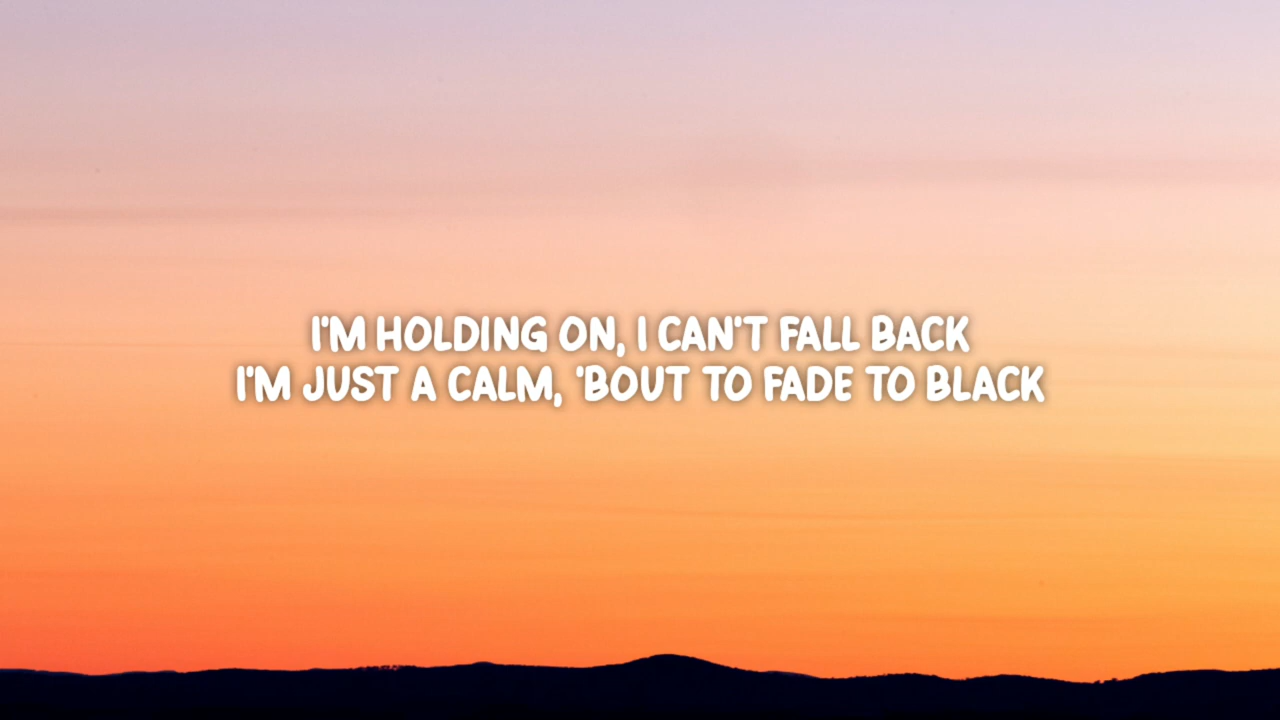 I'M HOLDING ON, I CAN'T FALL BACK
I'M JUST A CALM, 'BOUT TO FADE TO BLACK